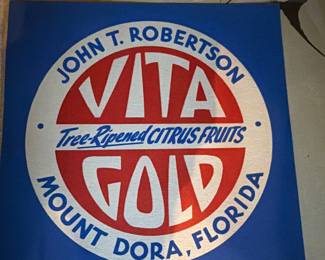 JOHN T. ROBERTSON
VITA
Tree-Ripened CITRUS FRUITS
GOLD
MOUNT DORA, FLORIDA